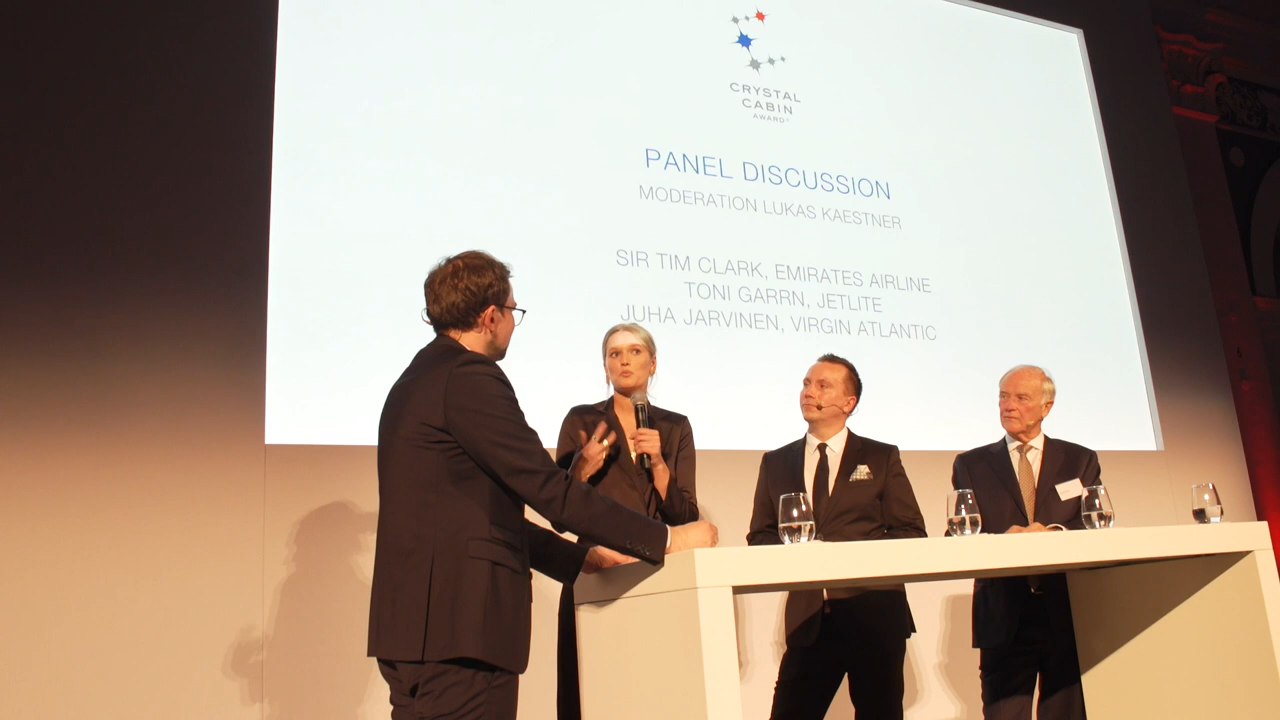 CRYSTAL
CABIN
AWARD
PANEL DISCUSSION
MODERATION LUKAS KAESTNER
SIR TIM CLARK, EMIRATES AIRLINE
TONI GARRN, JETLITE
JUHA JARVINEN, VIRGIN ATLANTIC